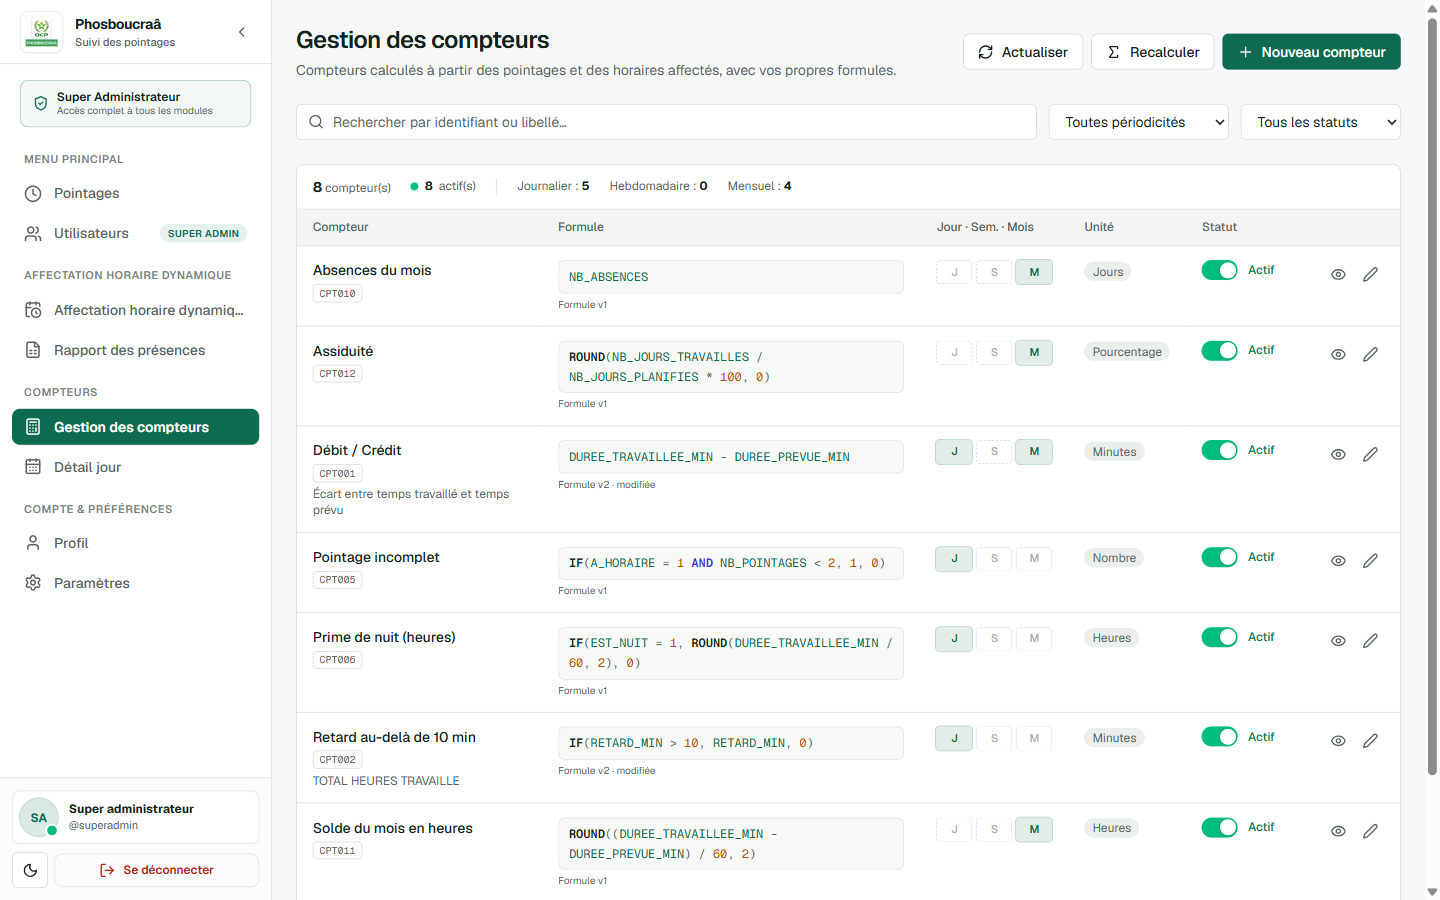 OCP
PHOSBOUCRAA
Phosboucraâ
Suivi des pointages
Super Administrateur
Accès complet à tous les modules
MENU PRINCIPAL
Pointages
Utilisateurs
SUPER ADMIN
AFFECTATION HORAIRE DYNAMIQUE
Affectation horaire dynamiq...
Rapport des présences
COMPTEURS
Gestion des compteurs
Détail jour
COMPTE & PRÉFÉRENCES
Profil
Paramètres
SA
Super administrateur
@superadmin
Se déconnecter
Gestion des compteurs
Compteurs calculés à partir des pointages et des horaires affectés, avec vos propres formules.
Actualiser
Recalculer
Nouveau compteur
Rechercher par identifiant ou libellé...
Toutes périodicités
Tous les statuts
8 compteur(s) 8 actif(s) Journalier : 5 Hebdomadaire : 0 Mensuel : 4
Compteur Formule Jour · Sem. · Mois Unité Statut
Absences du mois
CPT010
NB_ABSENCES
Formule v1
J S M Jours Actif
Assiduité
CPT012
ROUND(NB_JOURS_TRAVAILLES /
NB_JOURS_PLANIFIES * 100, 0)
Formule v1
J S M Pourcentage Actif
Débit / Crédit
CPT001
Écart entre temps travaillé et temps
prévu
DUREE_TRAVAILLEE_MIN - DUREE_PREVUE_MIN
Formule v2 · modifiée
J S M Minutes Actif
Pointage incomplet
CPT005
IF(A_HORAIRE = 1 AND NB_POINTAGES < 2, 1, 0)
Formule v1
J S M Nombre Actif
Prime de nuit (heures)
CPT006
IF(EST_NUIT = 1, ROUND(DUREE_TRAVAILLEE_MIN /
60, 2), 0)
Formule v1
J S M Heures Actif
Retard au-delà de 10 min
CPT002
TOTAL HEURES TRAVAILLE
IF(RETARD_MIN > 10, RETARD_MIN, 0)
Formule v2 · modifiée
J S M Minutes Actif
Solde du mois en heures
CPT011
ROUND((DUREE_TRAVAILLEE_MIN -
DUREE_PREVUE_MIN) / 60, 2)
Formule v1
J S M Heures Actif